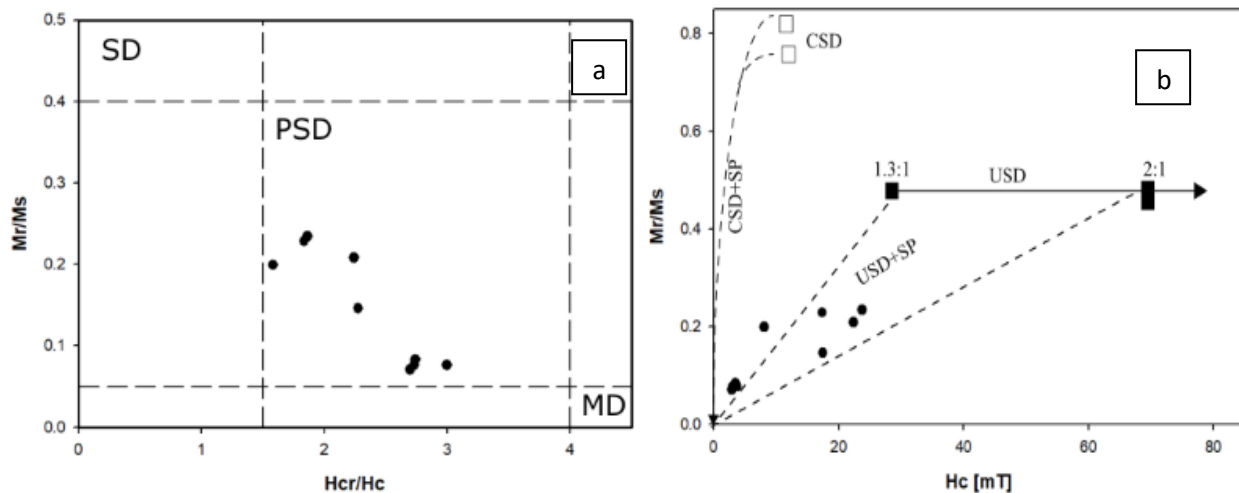 0.5
SD
a
0.4
PSD
0.3
Mr/Ms
0.2
0.1
MD
0.0
0 1 2 3 4
Hcr/Hc
0.8
CSD
b
0.6
CSD+SP
1.3:1
USD
2:1
Mr/Ms
0.4
USD+SP
0.2
0.0
0 20 40 60 80
Hc [mT]